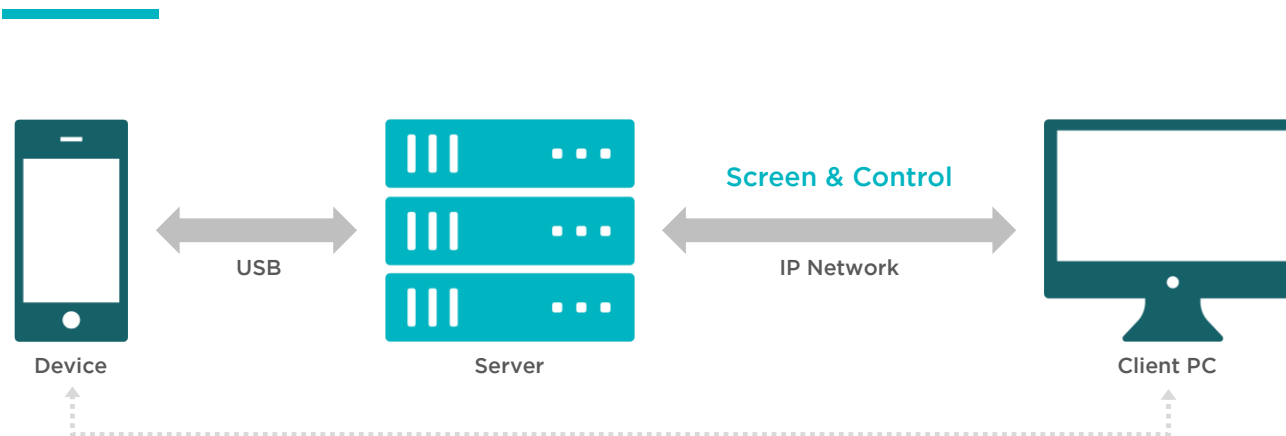 Screen & Control
USB
IP Network
Device
Server
Client PC